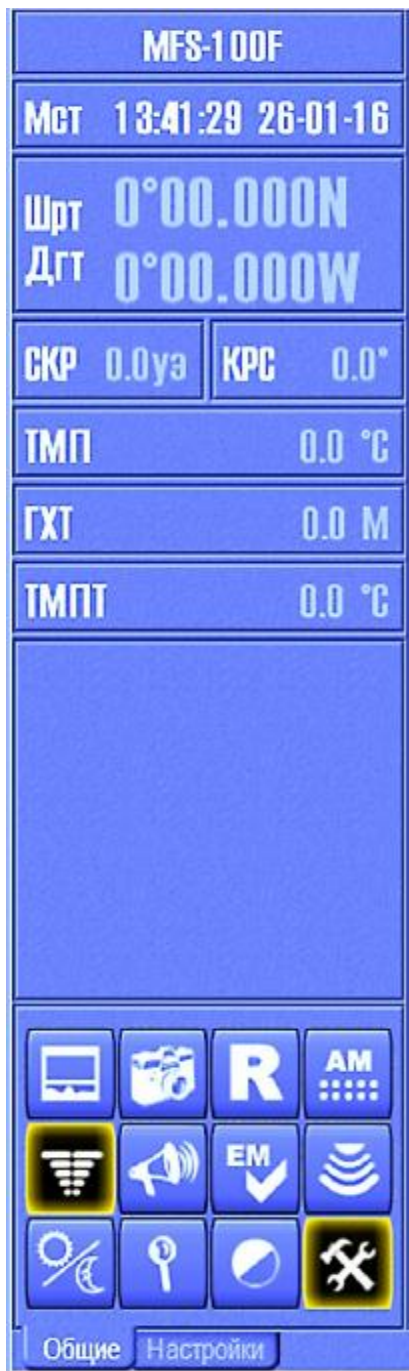 MFS-100F
Мст 13:41:29 26-01-16
Шрт 0°00.000N
Дгт 0°00.000W
СКР 0.0уз КРС 0.0°
ТМП 0.0 °C
ГХТ 0.0 М
ТМПТ 0.0 °C
R AM
EM
Общие Настройки